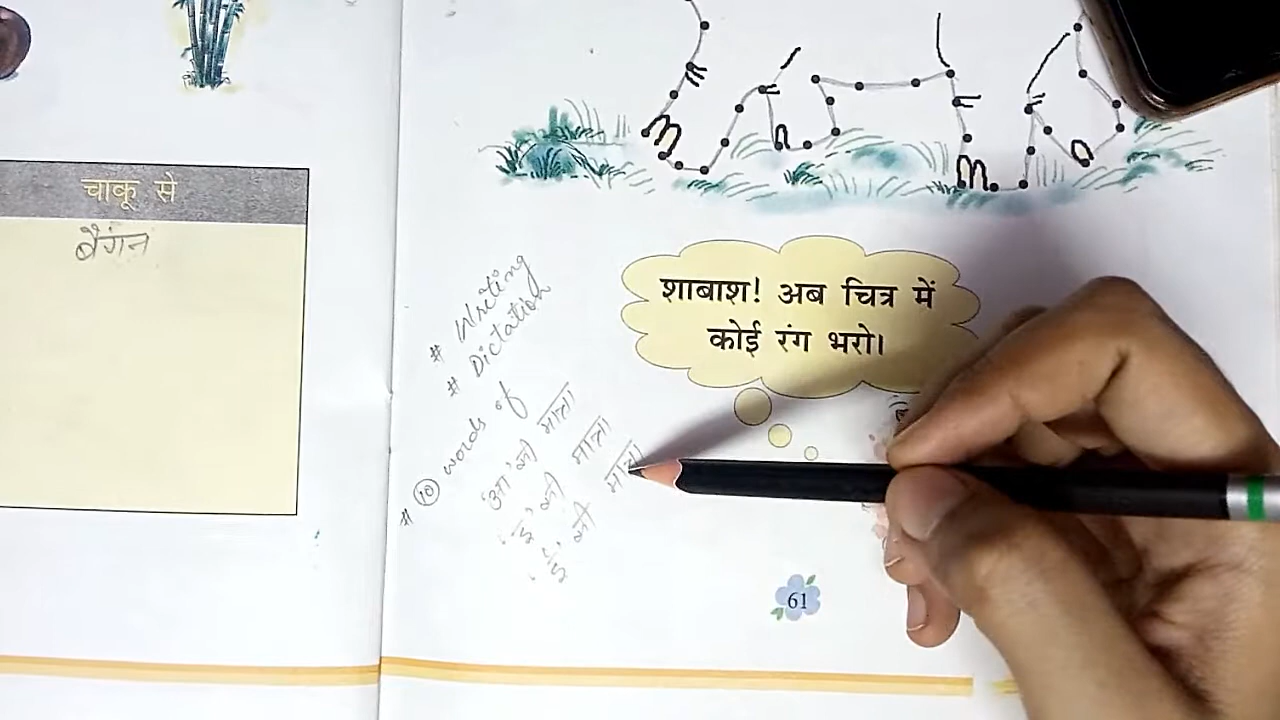 चाकू से
बैंगन
शाबाश! अब चित्र में
कोई रंग भरो।
# Writing
# Dictation
# 10 words of
'आ' की मात्रा
'इ' की मात्रा
'ई' की मात्रा
61